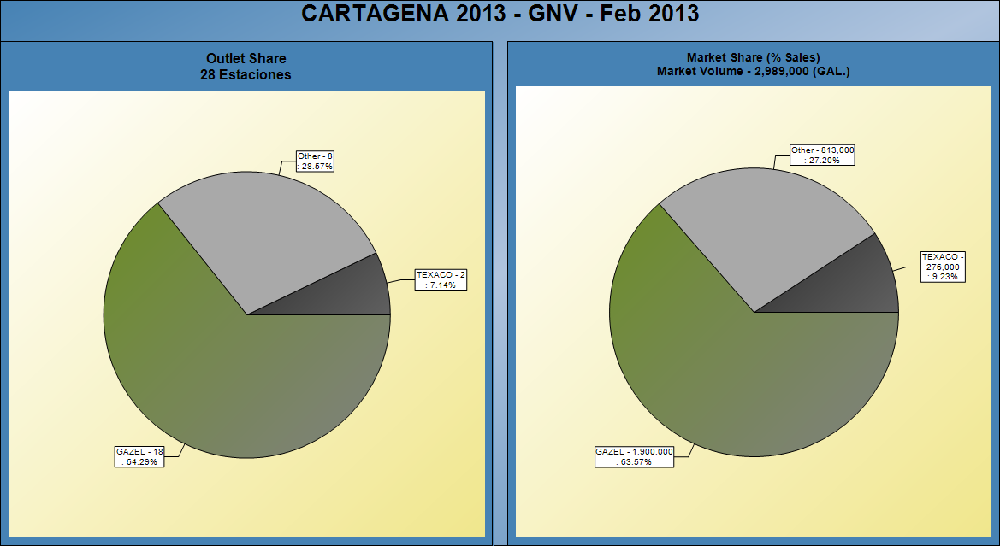 CARTAGENA 2013 - GNV - Feb 2013
Outlet Share
28 Estaciones
Other - 8
: 28.57%
TEXACO - 2
: 7.14%
GAZEL - 18
: 64.29%
Market Share (% Sales)
Market Volume - 2,989,000 (GAL.)
Other - 813,000
: 27.20%
TEXACO -
276,000
: 9.23%
GAZEL - 1,900,000
: 63.57%